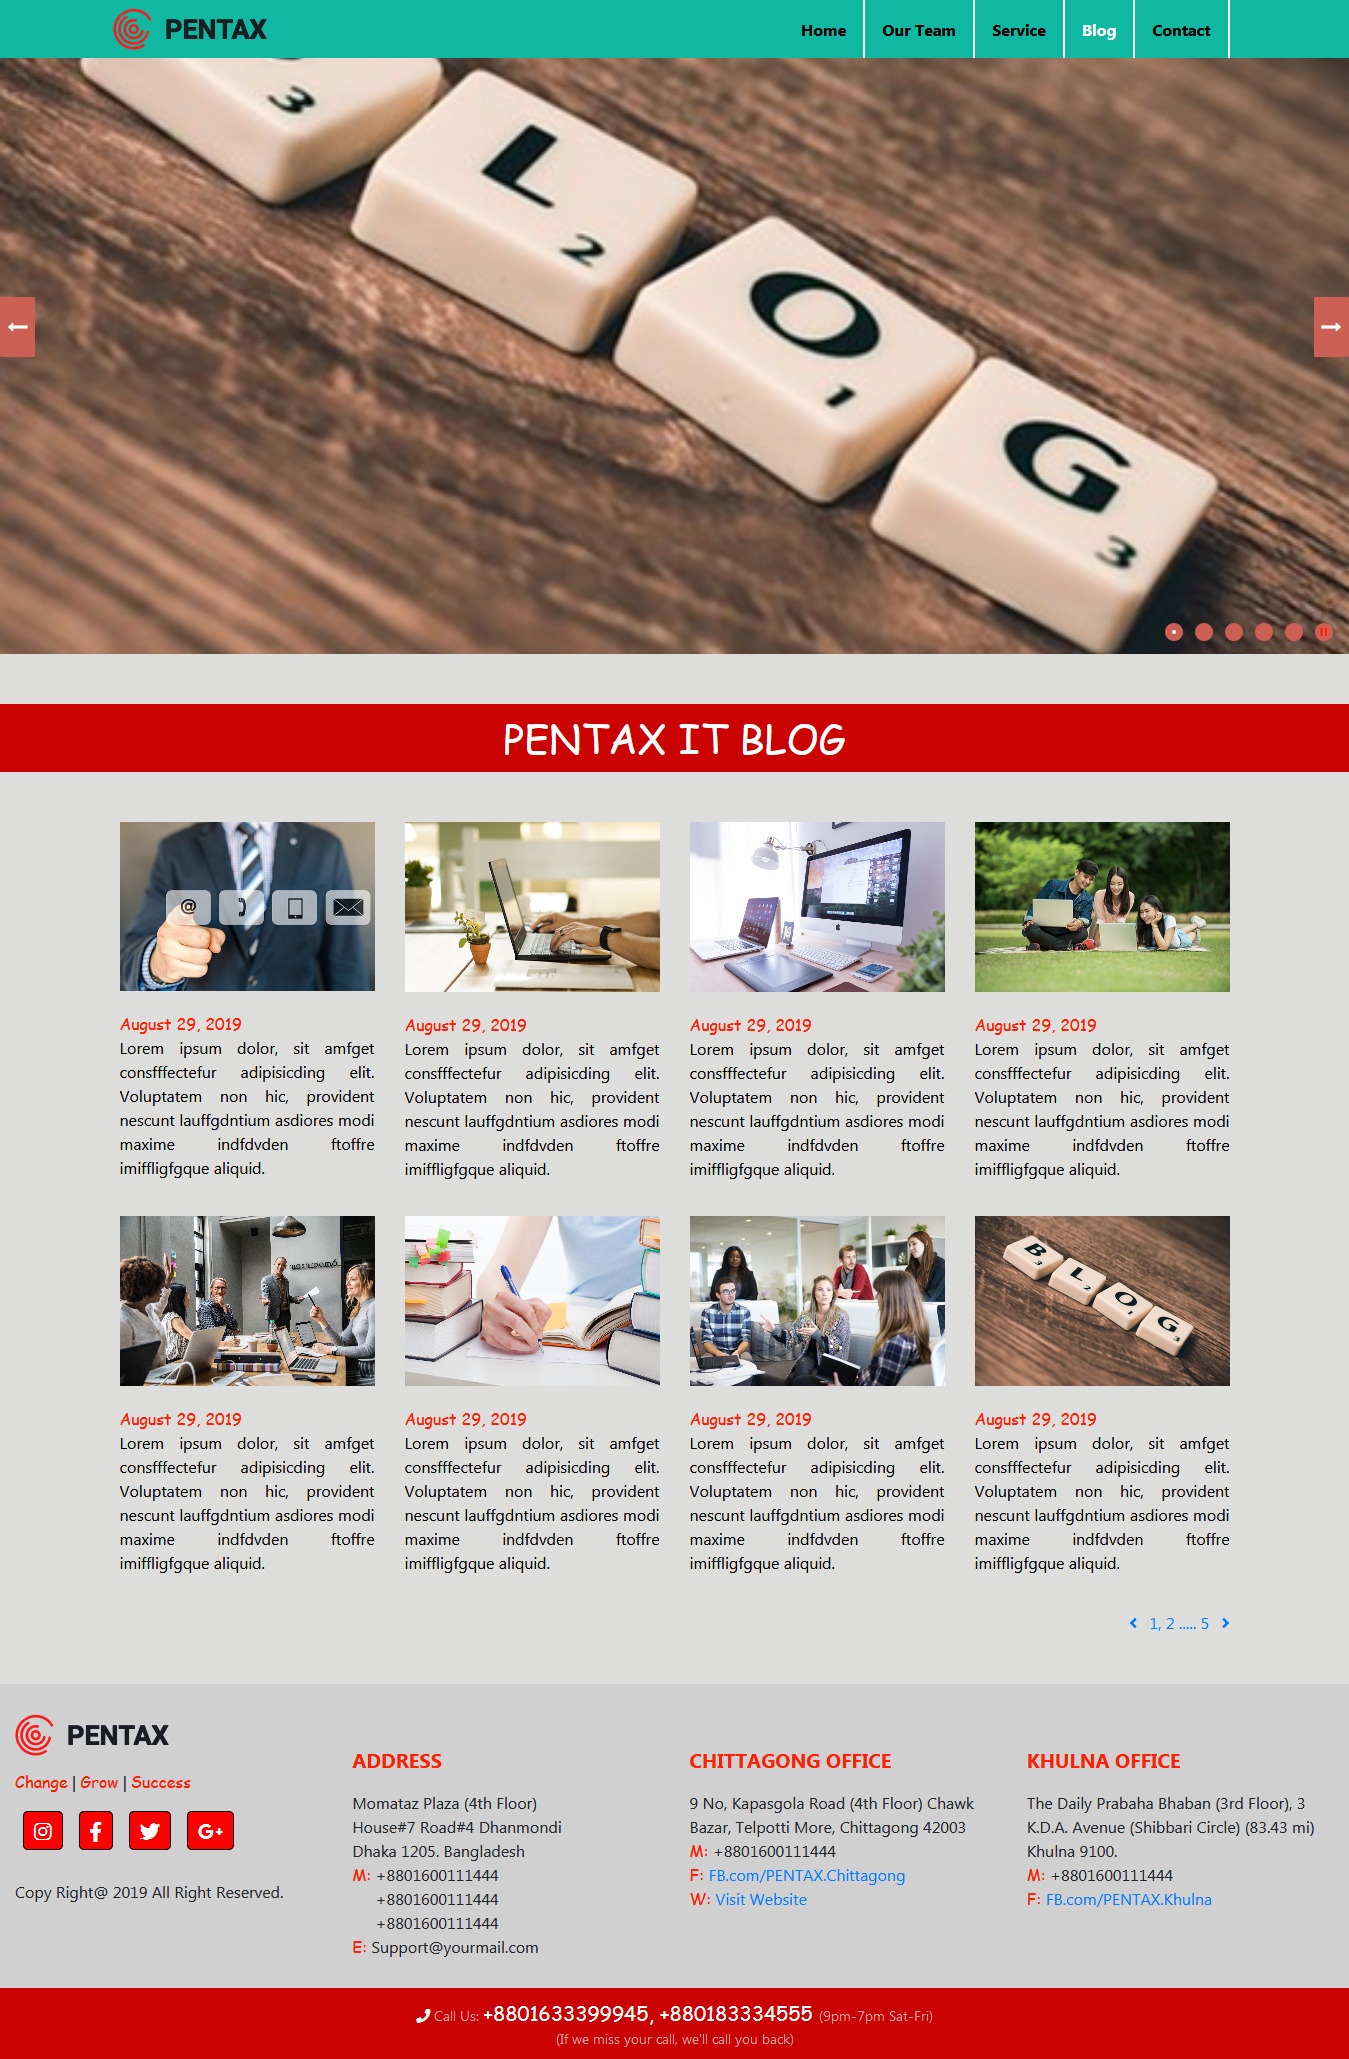 PENTAX
Home
Our Team
Service
Blog
Contact
3
L
2
O
1
G
3
PENTAX IT BLOG
@
August 29, 2019
Lorem ipsum dolor, sit amfget
consfffectefur adipisicding elit.
Voluptatem non hic, provident
nescunt lauffgdntium asdiores modi
maxime indfdvden ftoffre
imiffligfgque aliquid.
August 29, 2019
Lorem ipsum dolor, sit amfget
consfffectefur adipisicding elit.
Voluptatem non hic, provident
nescunt lauffgdntium asdiores modi
maxime indfdvden ftoffre
imiffligfgque aliquid.
August 29, 2019
Lorem ipsum dolor, sit amfget
consfffectefur adipisicding elit.
Voluptatem non hic, provident
nescunt lauffgdntium asdiores modi
maxime indfdvden ftoffre
imiffligfgque aliquid.
August 29, 2019
Lorem ipsum dolor, sit amfget
consfffectefur adipisicding elit.
Voluptatem non hic, provident
nescunt lauffgdntium asdiores modi
maxime indfdvden ftoffre
imiffligfgque aliquid.
B
3
L
2
O
1
G
3
August 29, 2019
Lorem ipsum dolor, sit amfget
consfffectefur adipisicding elit.
Voluptatem non hic, provident
nescunt lauffgdntium asdiores modi
maxime indfdvden ftoffre
imiffligfgque aliquid.
August 29, 2019
Lorem ipsum dolor, sit amfget
consfffectefur adipisicding elit.
Voluptatem non hic, provident
nescunt lauffgdntium asdiores modi
maxime indfdvden ftoffre
imiffligfgque aliquid.
August 29, 2019
Lorem ipsum dolor, sit amfget
consfffectefur adipisicding elit.
Voluptatem non hic, provident
nescunt lauffgdntium asdiores modi
maxime indfdvden ftoffre
imiffligfgque aliquid.
August 29, 2019
Lorem ipsum dolor, sit amfget
consfffectefur adipisicding elit.
Voluptatem non hic, provident
nescunt lauffgdntium asdiores modi
maxime indfdvden ftoffre
imiffligfgque aliquid.
1, 2 ..... 5
PENTAX
Change | Grow | Success
f
G+
Copy Right@ 2019 All Right Reserved.
ADDRESS
Momataz Plaza (4th Floor)
House#7 Road#4 Dhanmondi
Dhaka 1205. Bangladesh
M: +8801600111444
+8801600111444
+8801600111444
E: Support@yourmail.com
CHITTAGONG OFFICE
9 No, Kapasgola Road (4th Floor) Chawk
Bazar, Telpotti More, Chittagong 42003
M: +8801600111444
F: FB.com/PENTAX.Chittagong
W: Visit Website
KHULNA OFFICE
The Daily Prabaha Bhaban (3rd Floor), 3
K.D.A. Avenue (Shibbari Circle) (83.43 mi)
Khulna 9100.
M: +8801600111444
F: FB.com/PENTAX.Khulna
Call Us: +8801633399945, +880183334555 (9pm-7pm Sat-Fri)
(If we miss your call, we'll call you back)